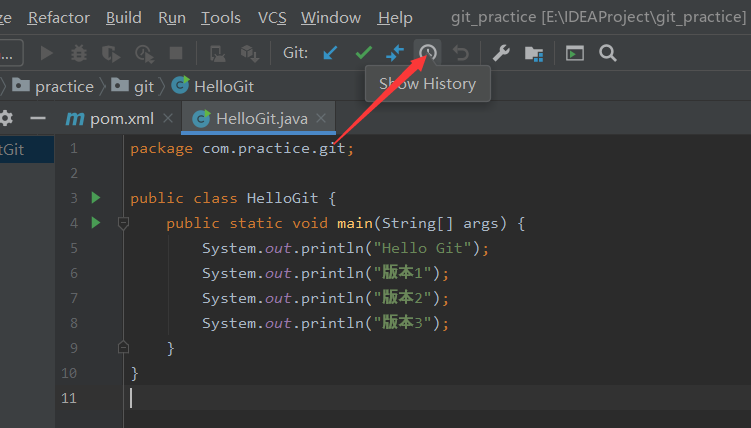 ze Refactor Build Run Tools VCS Window Help git_practice [E:\IDEAProject\git_practice]
... Git:
practice git HelloGit
Show History
pom.xml HelloGit.java
tGit
1 package com.practice.git;
2
3 public class HelloGit {
4 public static void main(String[] args) {
5 System.out.println("Hello Git");
6 System.out.println("版本1");
7 System.out.println("版本2");
8 System.out.println("版本3");
9 }
10 }
11